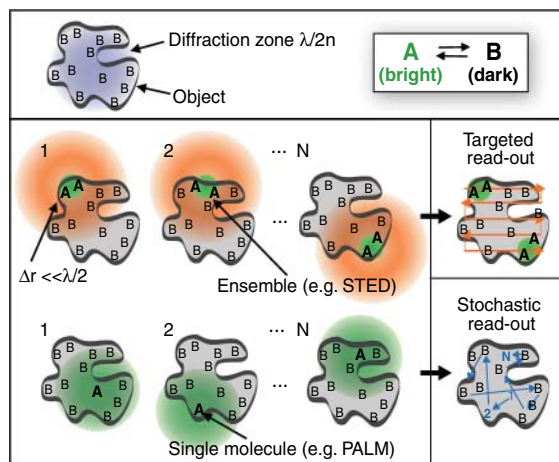 B B B B
B B
B B
B B
B
B
Diffraction zone λ/2n
Object
A ⇌ B
(bright) (dark)
1 2 ··· N
A A B B
B
B B
B
B B
B
A A B B
B
B B
B
B B
B
B B B B
B
B B
B A
B A
B
Δr <<λ/2
Ensemble (e.g. STED)
Targeted
read-out
A A B B
B B
B B
B A
B A
1 2 ··· N
B B B B
B
B B
A B
B
B
B B B B
B
B B
B B
A B
B B A B
B
B B
B B
B B
Single molecule (e.g. PALM)
Stochastic
read-out
B B N B
B B
B B
B
2 B